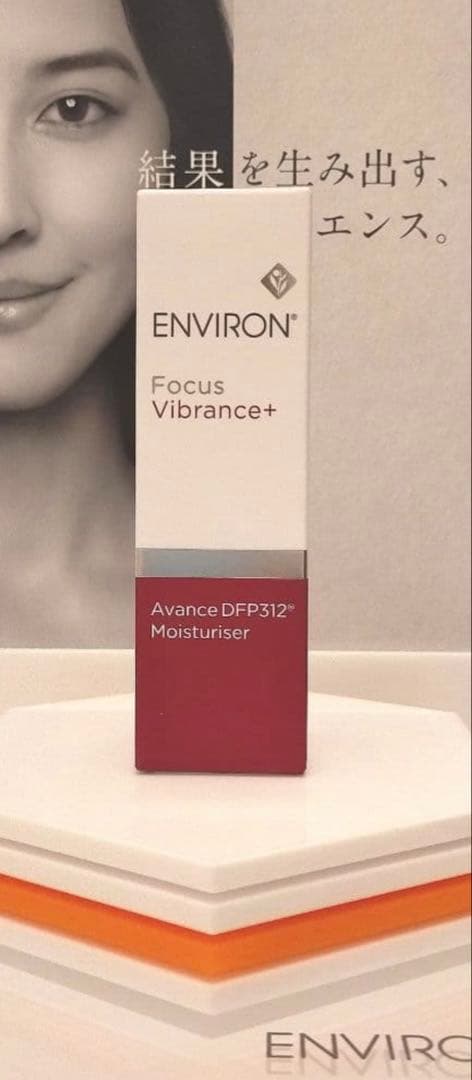 結果を生み出す、
エンス。
ENVIRON®
Focus
Vibrance+
Avance DFP312®
Moisturiser
ENVIRO